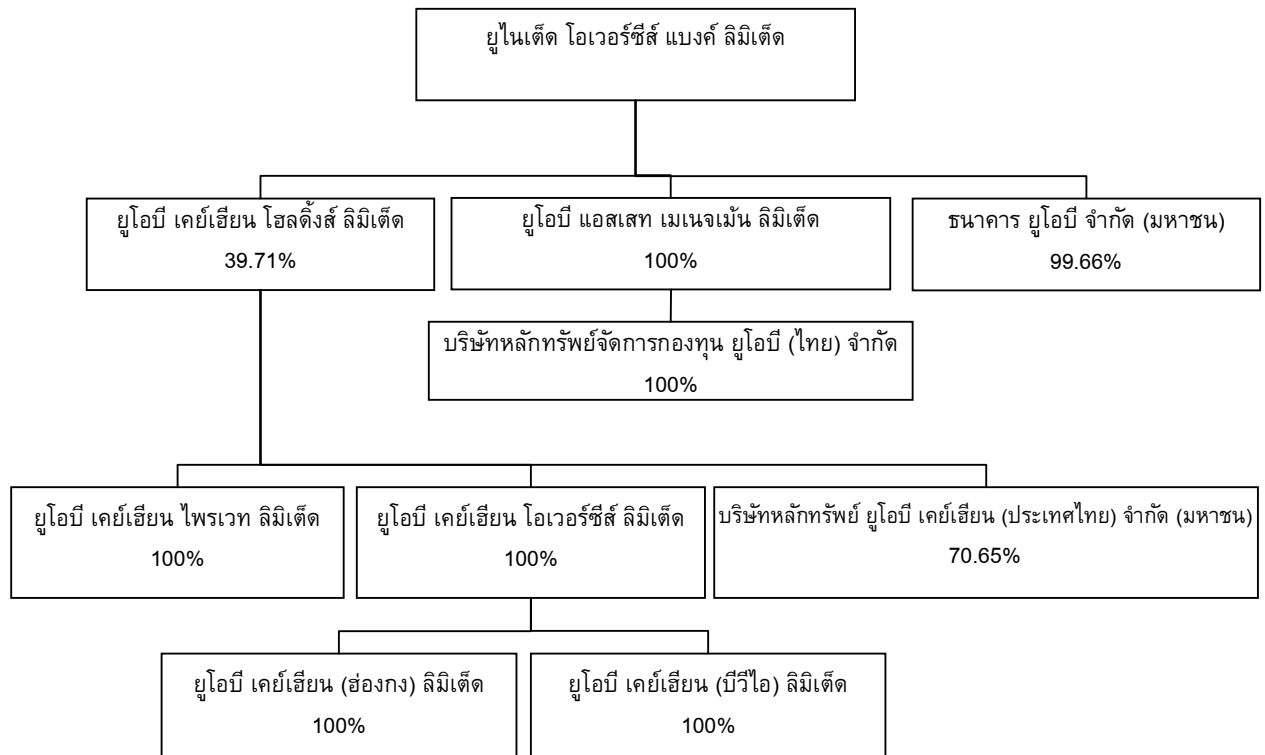 ยูไนเต็ด โอเวอร์ซีส์ แบงค์ ลิมิเต็ด
ยูโอบี เคย์เฮียน โฮลดิ้งส์ ลิมิเต็ด
39.71%
ยูโอบี แอสเสท เมเนจเม้น ลิมิเต็ด
100%
ธนาคาร ยูโอบี จำกัด (มหาชน)
99.66%
บริษัทหลักทรัพย์จัดการกองทุน ยูโอบี (ไทย) จำกัด
100%
ยูโอบี เคย์เฮียน ไพรเวท ลิมิเต็ด
100%
ยูโอบี เคย์เฮียน โอเวอร์ซีส์ ลิมิเต็ด
100%
บริษัทหลักทรัพย์ ยูโอบี เคย์เฮียน (ประเทศไทย) จำกัด (มหาชน)
70.65%
ยูโอบี เคย์เฮียน (ฮ่องกง) ลิมิเต็ด
100%
ยูโอบี เคย์เฮียน (บีวีไอ) ลิมิเต็ด
100%